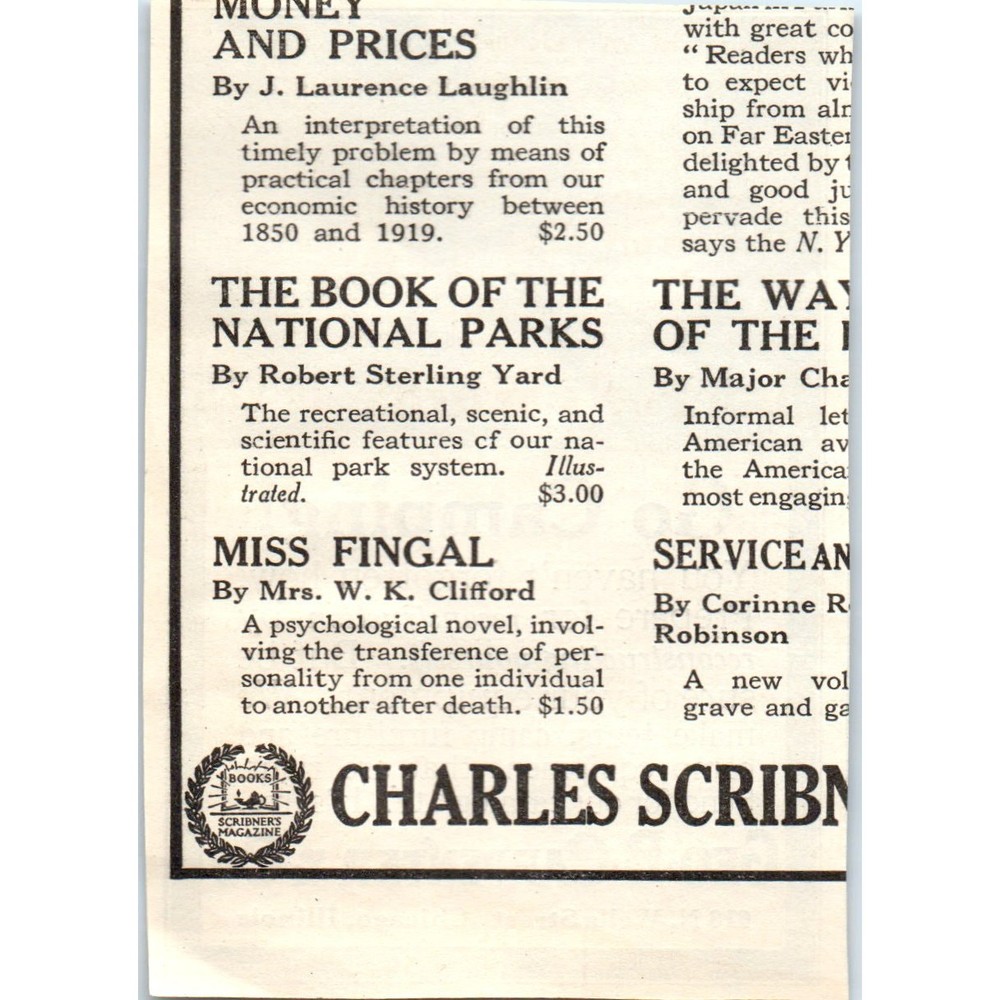 MONEY
AND PRICES
By J. Laurence Laughlin
An interpretation of this
timely problem by means of
practical chapters from our
economic history between
1850 and 1919. $2.50
THE BOOK OF THE
NATIONAL PARKS
By Robert Sterling Yard
The recreational, scenic, and
scientific features of our na-
tional park system. Illus-
trated. $3.00
MISS FINGAL
By Mrs. W. K. Clifford
A psychological novel, invol-
ving the transference of per-
sonality from one individual
to another after death. $1.50
with great co
“Readers wh
to expect vi
ship from alm
on Far Easter
delighted by t
and good ju
pervade this
says the N. Y
THE WAY
OF THE
By Major Cha
Informal let
American av
the America
most engagin
SERVICE AN
By Corinne R
Robinson
A new vol
grave and ga
BOOKS
SCRIBNER'S
MAGAZINE
CHARLES SCRIBN